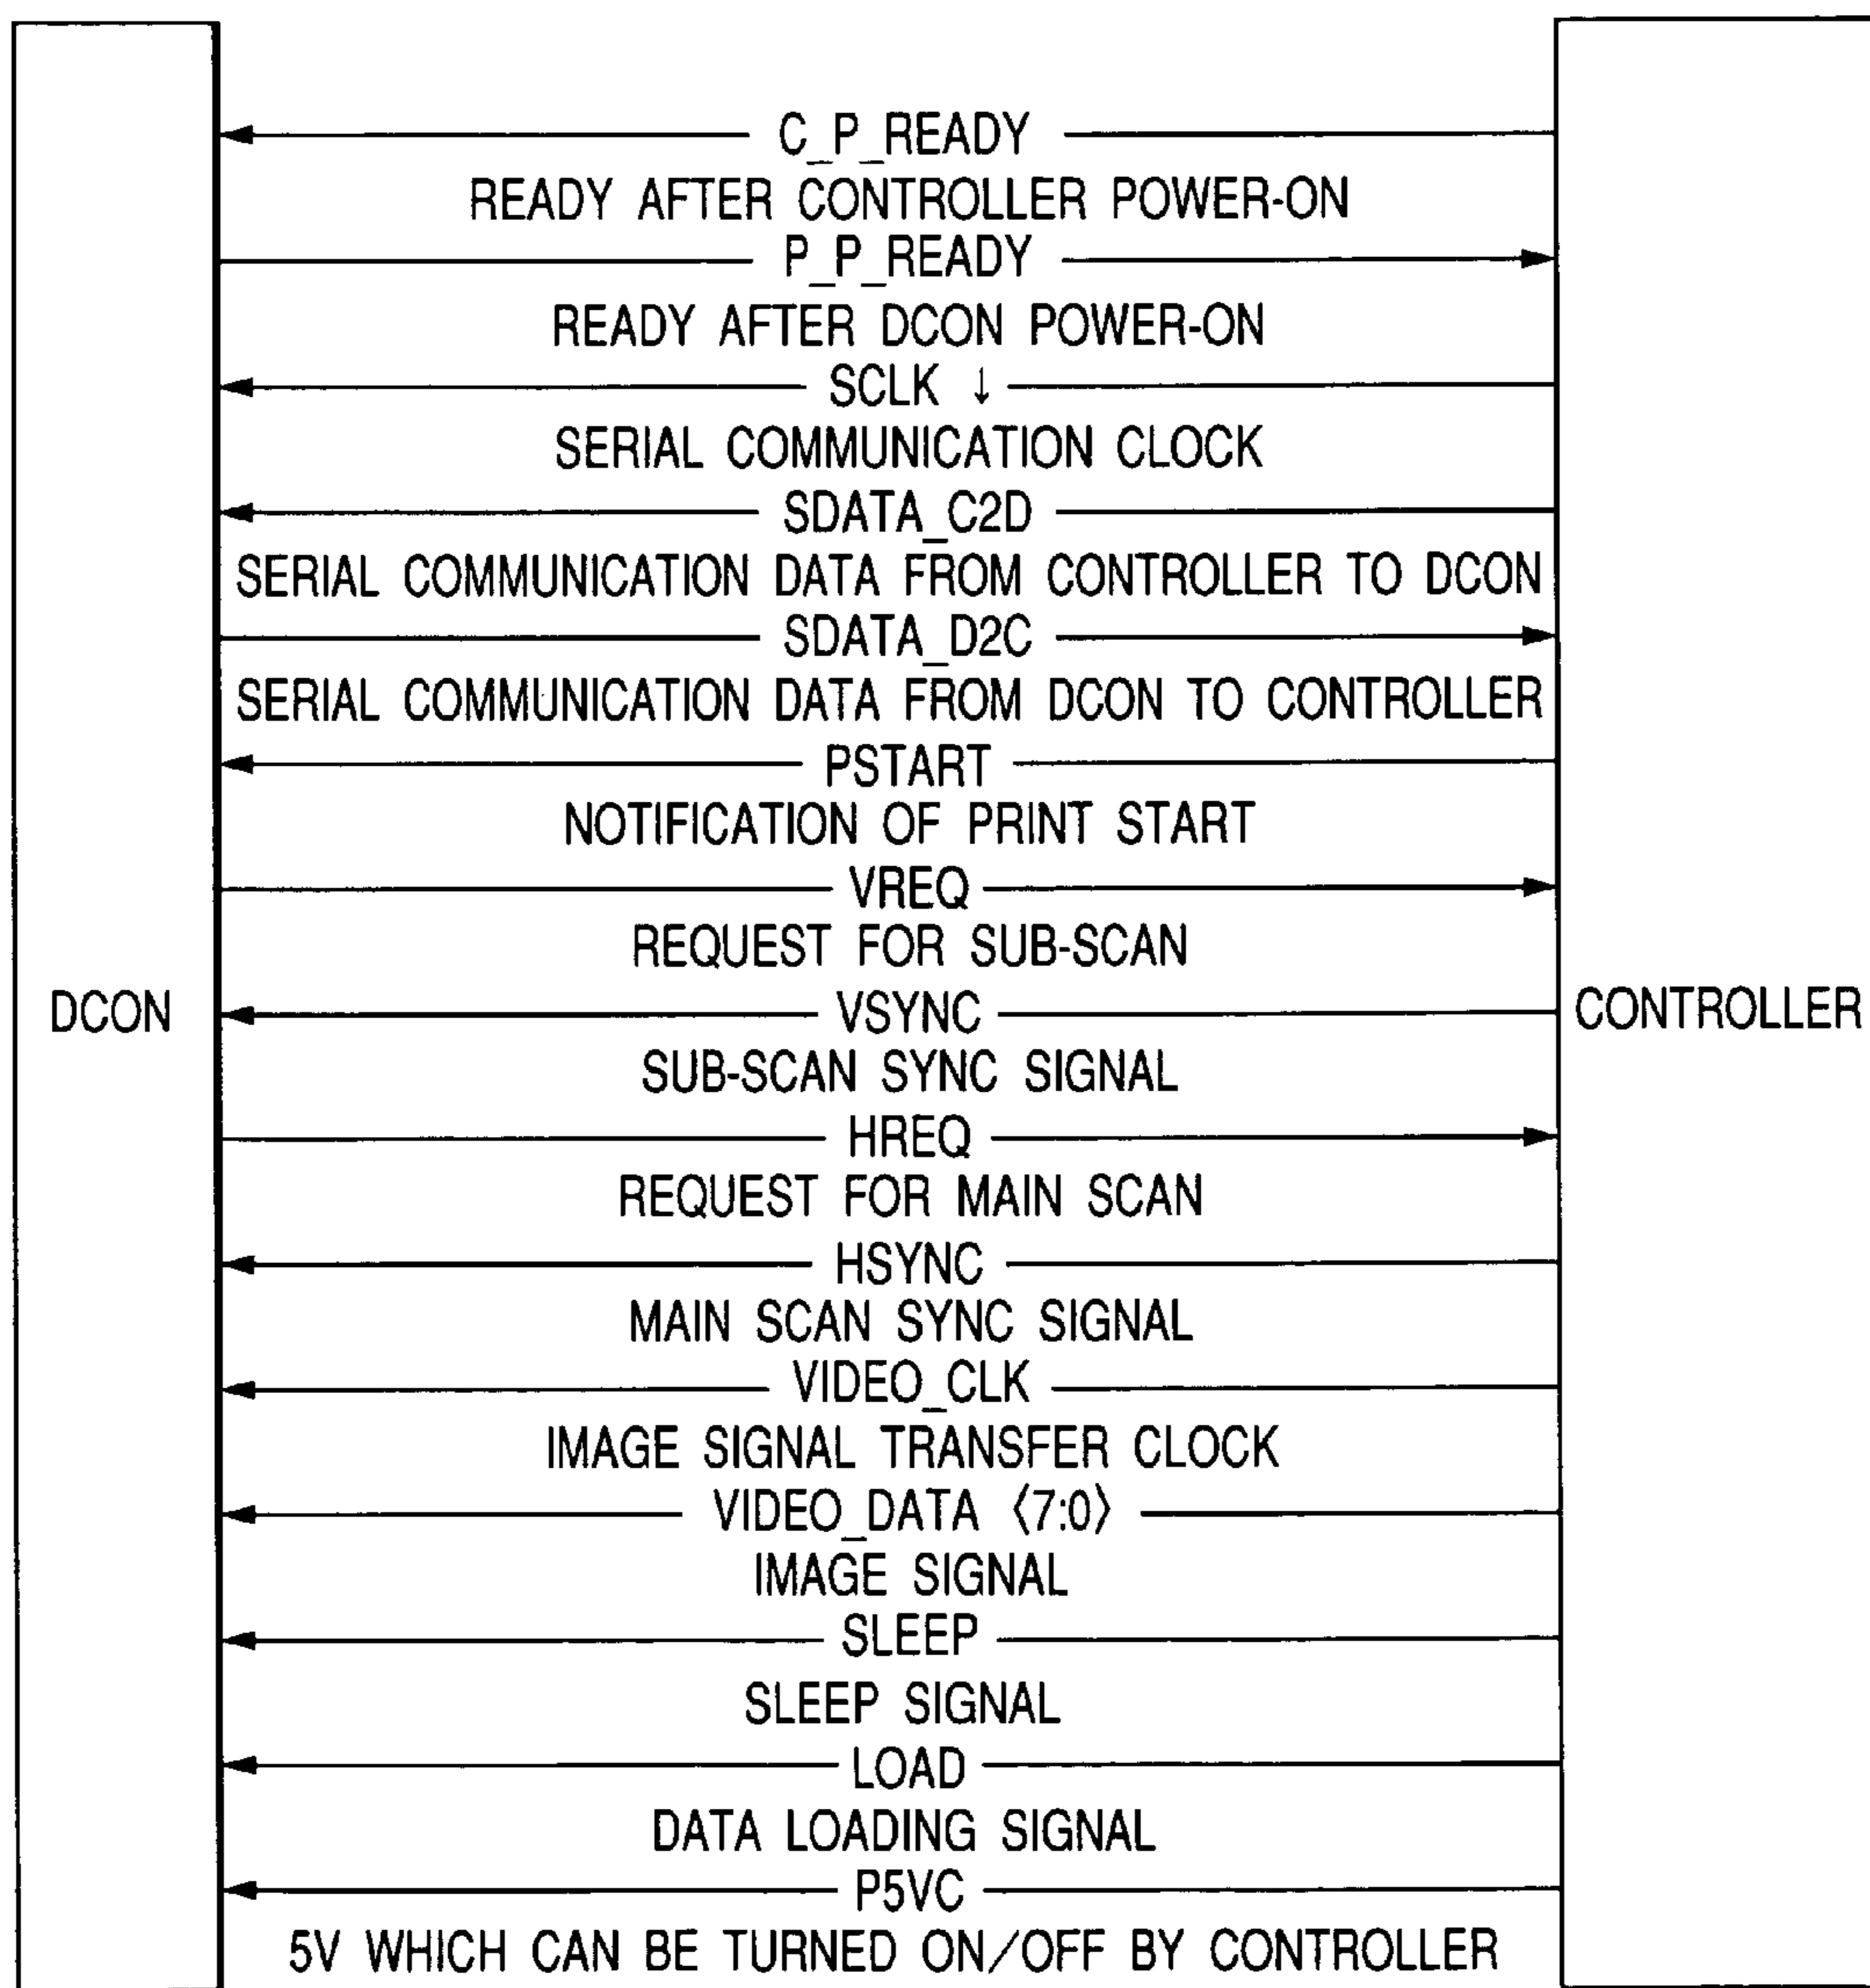 C_P_READY
READY AFTER CONTROLLER POWER-ON
P_P_READY
READY AFTER DCON POWER-ON
SCLK ↓
SERIAL COMMUNICATION CLOCK
SDATA_C2D
SERIAL COMMUNICATION DATA FROM CONTROLLER TO DCON
SDATA_D2C
SERIAL COMMUNICATION DATA FROM DCON TO CONTROLLER
PSTART
NOTIFICATION OF PRINT START
VREQ
REQUEST FOR SUB-SCAN
DCON
VSYNC
CONTROLLER
SUB-SCAN SYNC SIGNAL
HREQ
REQUEST FOR MAIN SCAN
HSYNC
MAIN SCAN SYNC SIGNAL
VIDEO_CLK
IMAGE SIGNAL TRANSFER CLOCK
VIDEO_DATA 〈7:0〉
IMAGE SIGNAL
SLEEP
SLEEP SIGNAL
LOAD
DATA LOADING SIGNAL
P5VC
5V WHICH CAN BE TURNED ON/OFF BY CONTROLLER